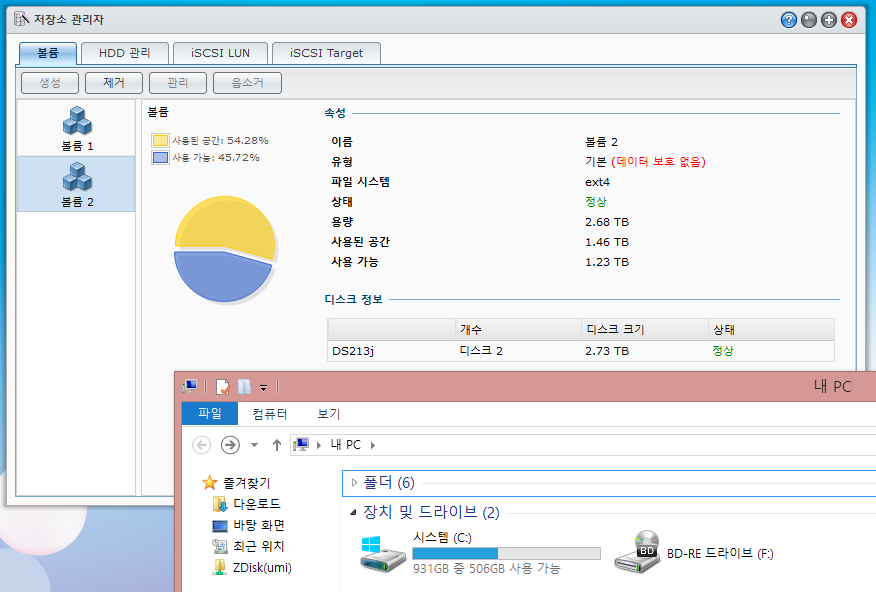 저장소 관리자
볼륨 HDD 관리 iSCSI LUN iSCSI Target
생성 제거 관리 음소거
볼륨 1
볼륨 2
볼륨
사용된 공간: 54.28%
사용 가능: 45.72%
속성
이름 볼륨 2
유형 기본 (데이터 보호 없음)
파일 시스템 ext4
상태 정상
용량 2.68 TB
사용된 공간 1.46 TB
사용 가능 1.23 TB
디스크 정보
개수 디스크 크기 상태
DS213j 디스크 2 2.73 TB 정상
내 PC
파일 컴퓨터 보기
내 PC
즐겨찾기
다운로드
바탕 화면
최근 위치
ZDisk(umi)
폴더 (6)
장치 및 드라이브 (2)
시스템 (C:)
931GB 중 506GB 사용 가능
BD
BD-RE 드라이브 (F:)